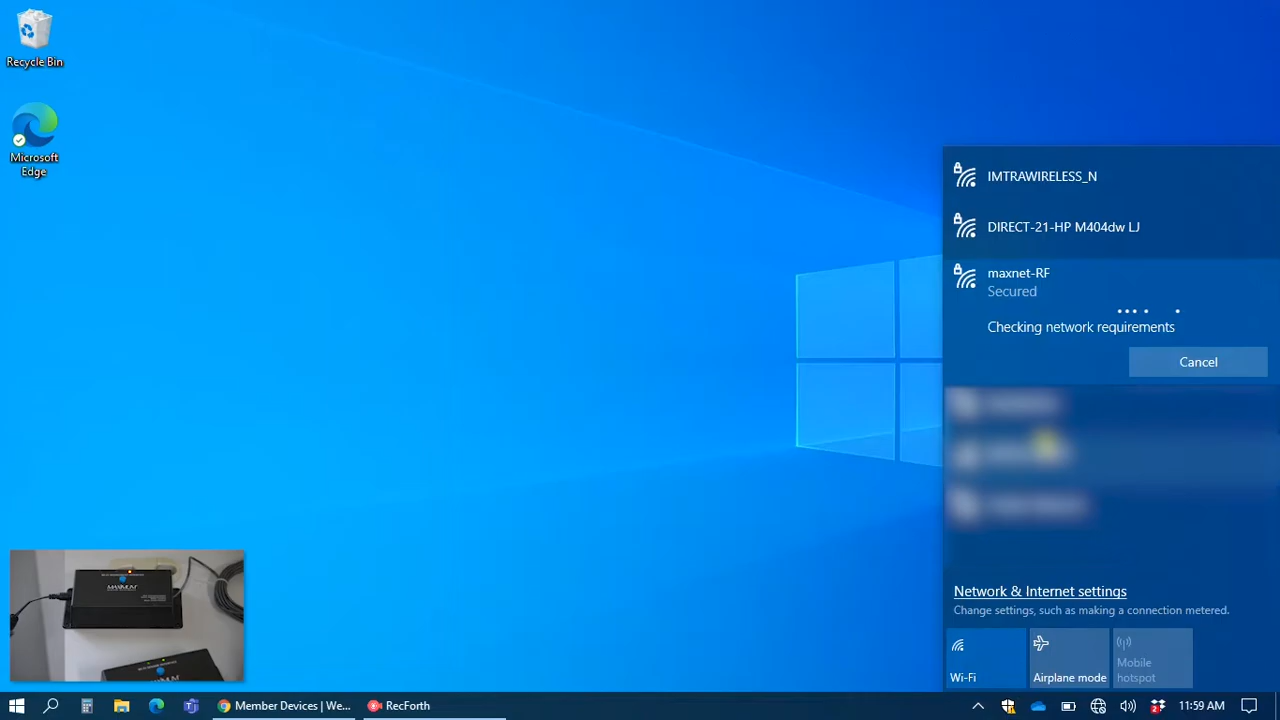 Recycle Bin
Microsoft
Edge
IMTRAWIRELESS_N
DIRECT-21-HP M404dw LJ
maxnet-RF
Secured
Checking network requirements
Cancel
Network & Internet settings
Change settings, such as making a connection metered.
Wi-Fi
Airplane mode
Mobile
hotspot
MAXIMUM
Member Devices | We...
RecForth
11:59 AM